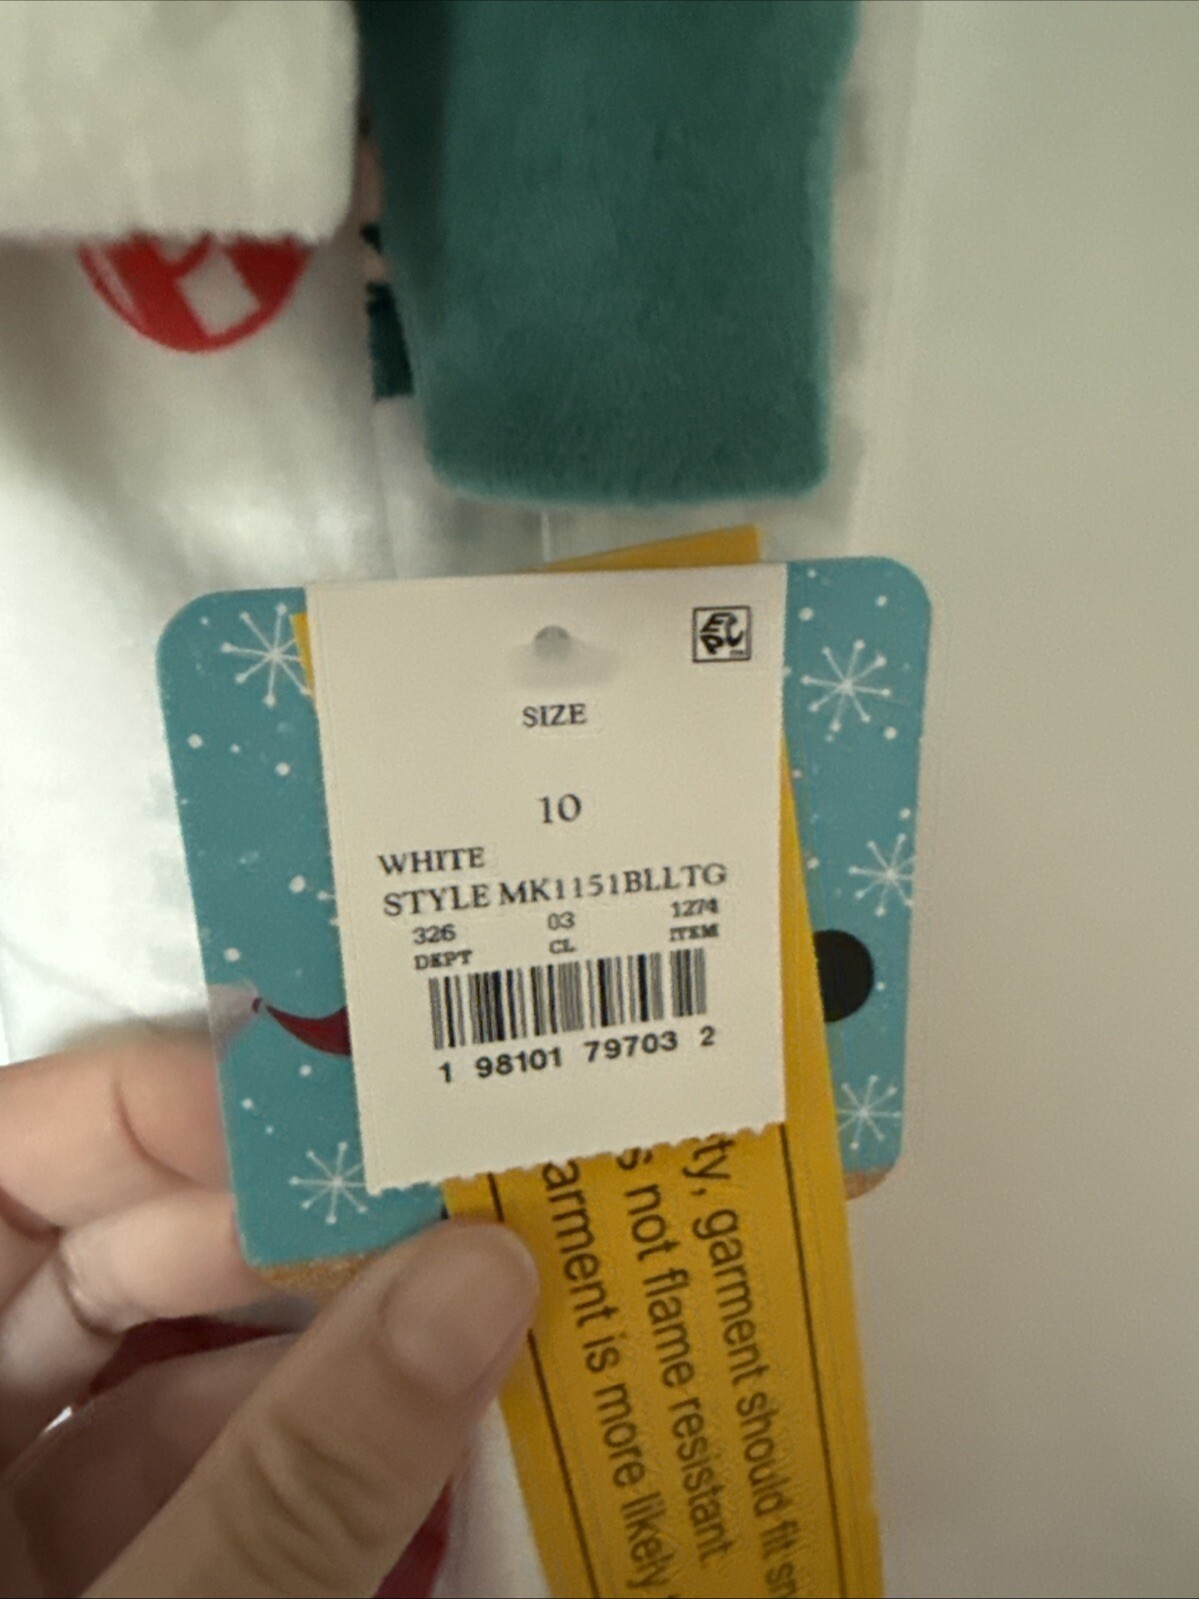 SIZE
10
WHITE
STYLE MK1151BLLTG
326 03 1274
DEPT CL ITEM
1 98101 79703 2
ty, garment should fit sn
s not flame resistant
arment is more likely